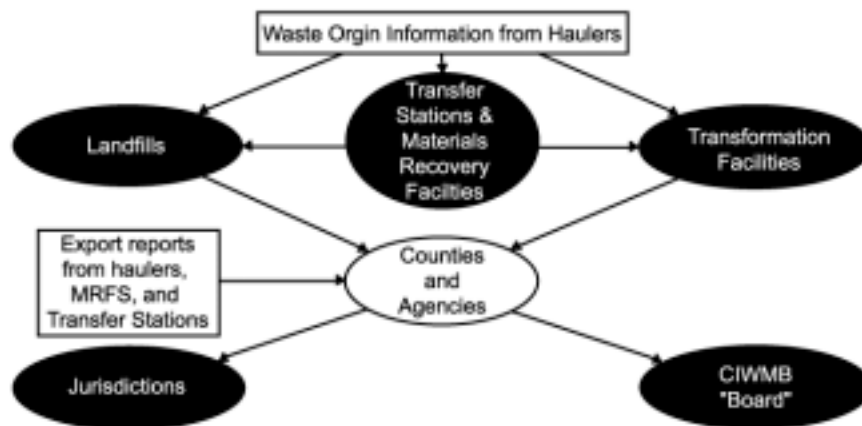 Waste Orgin Information from Haulers
Transfer
Stations &
Materials
Recovery
Facilties
Landfills
Transformation
Facilities
Export reports
from haulers,
MRFS, and
Transfer Stations
Counties
and
Agencies
Jurisdictions
CIWMB
"Board"